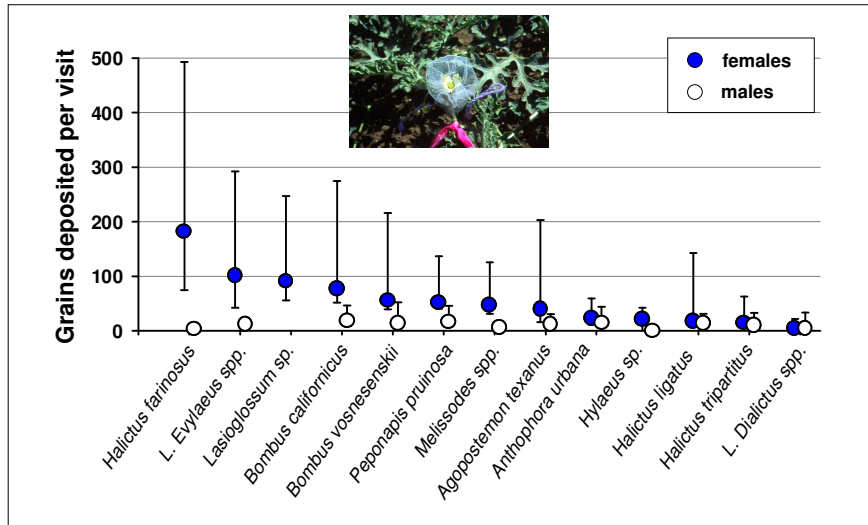 Grains deposited per visit
500
400
300
200
100
0
females
males
Halictus farinosus
L. Evylaeus spp.
Lasioglossum sp.
Bombus californicus
Bombus vosnesenskii
Peponapis pruinosa
Melissodes spp.
Agopostemon texanus
Anthophora urbana
Hylaeus sp.
Halictus ligatus
Halictus tripartitus
L. Dialictus spp.